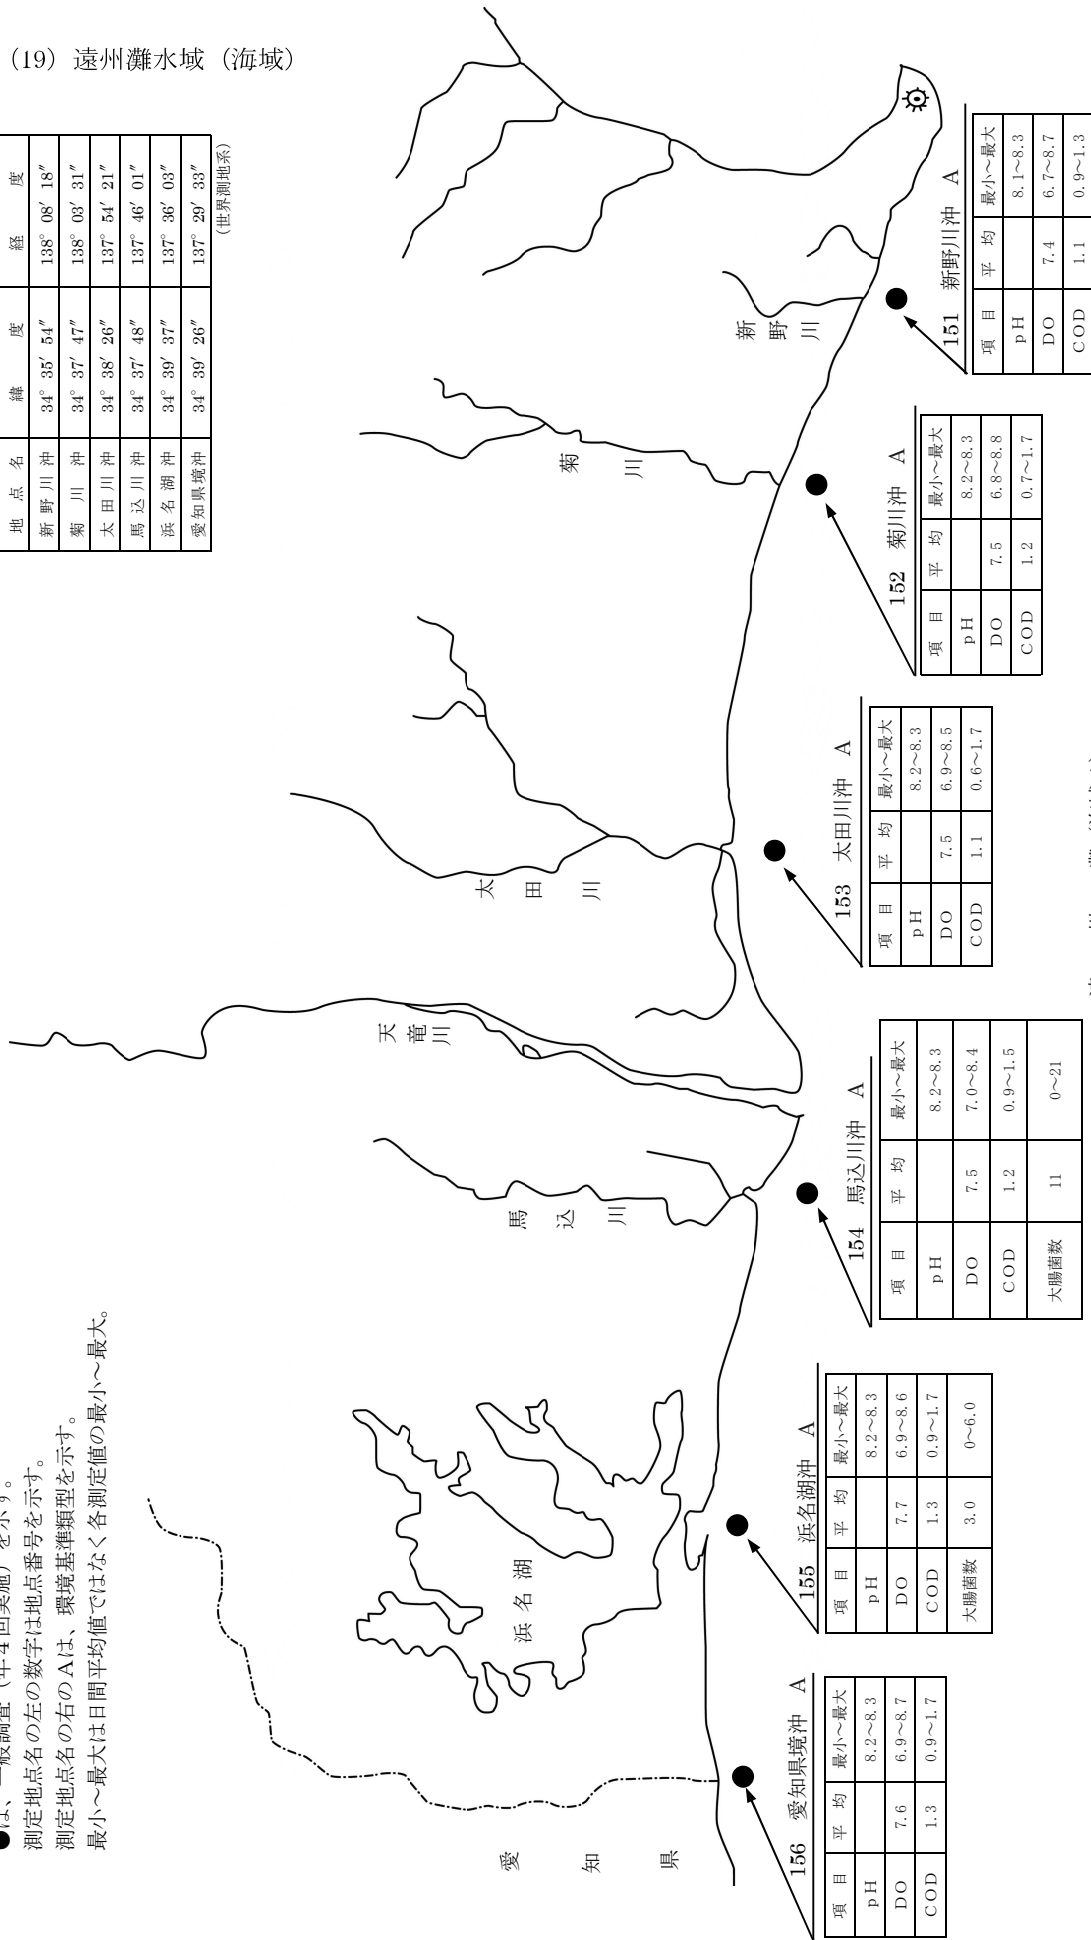 (19) 遠州灘水域(海域)
地点名 緯度 経度
新野川沖 34° 35′ 54″ 138° 08′ 18″
菊川沖 34° 37′ 47″ 138° 03′ 31″
太田川沖 34° 38′ 26″ 137° 54′ 21″
馬込川沖 34° 37′ 48″ 137° 46′ 01″
浜名湖沖 34° 39′ 37″ 137° 36′ 03″
愛知県境沖 34° 39′ 26″ 137° 29′ 33″
(世界測地系)
●は、一般調査(年4回実施)を示す。
測定地点名の左の数字は地点番号を示す。
測定地点名の右のAは、環境基準類型を示す。
最小~最大は日間平均値ではなく各測定値の最小~最大。
愛知県
浜名湖
馬込川
天竜川
太田川
菊川
新野川
156 愛知県境沖 A
項目 平均 最小~最大
pH 8.2~8.3
DO 7.6 6.9~8.7
COD 1.3 0.9~1.7
155 浜名湖沖 A
項目 平均 最小~最大
pH 8.2~8.3
DO 7.7 6.9~8.6
COD 1.3 0.9~1.7
大腸菌数 3.0 0~6.0
154 馬込川沖 A
項目 平均 最小~最大
pH 8.2~8.3
DO 7.5 7.0~8.4
COD 1.2 0.9~1.5
大腸菌数 11 0~21
153 太田川沖 A
項目 平均 最小~最大
pH 8.2~8.3
DO 7.5 6.9~8.5
COD 1.1 0.6~1.7
152 菊川沖 A
項目 平均 最小~最大
pH 8.2~8.3
DO 7.5 6.8~8.8
COD 1.2 0.7~1.7
151 新野川沖 A
項目 平均 最小~最大
pH 8.1~8.3
DO 7.4 6.7~8.7
COD 1.1 0.9~1.3